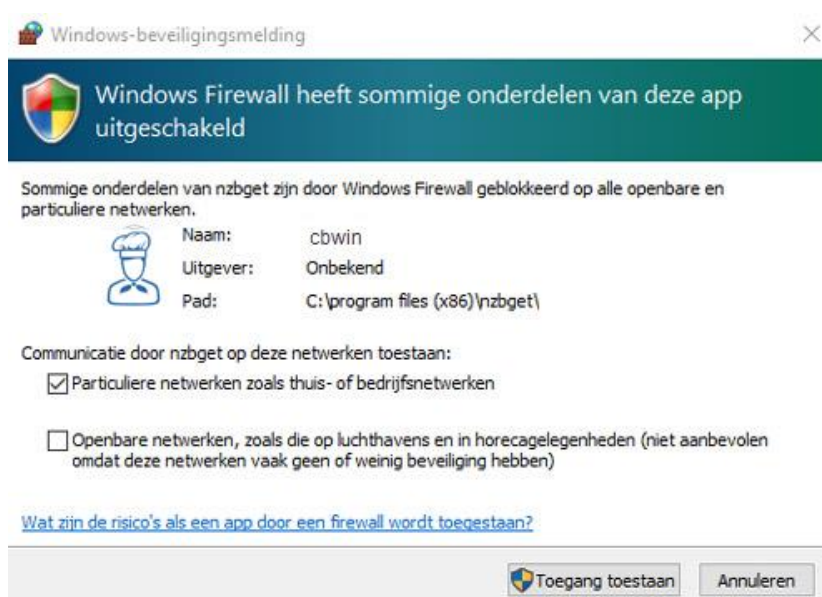 Windows-beveiligingsmelding
Windows Firewall heeft sommige onderdelen van deze app
uitgeschakeld
Sommige onderdelen van nzbget zijn door Windows Firewall geblokkeerd op alle openbare en
particuliere netwerken.
Naam: cbwin
Uitgever: Onbekend
Pad: C:\program files (x86)\nzbget\
Communicatie door nzbget op deze netwerken toestaan:
Particuliere netwerken zoals thuis- of bedrijfsnetwerken
Openbare netwerken, zoals die op luchthavens en in horecagelegenheden (niet aanbevolen
omdat deze netwerken vaak geen of weinig beveiliging hebben)
Wat zijn de risico's als een app door een firewall wordt toegestaan?
Toegang toestaan Annuleren